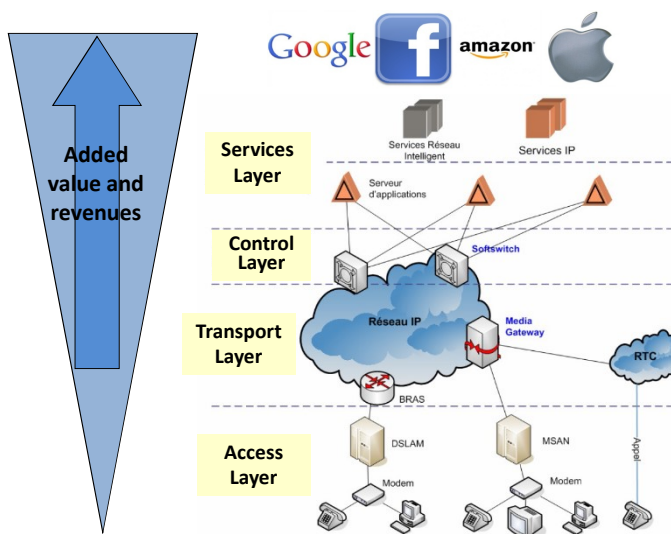 Google
f
amazon
Added
value and
revenues
Services Réseau
Intelligent
Services IP
Services
Layer
Serveur
d'applications
Control
Layer
Softswitch
Transport
Layer
Réseau IP
Media
Gateway
RTC
BRAS
Access
Layer
DSLAM
MSAN
Appel
Modem
Modem